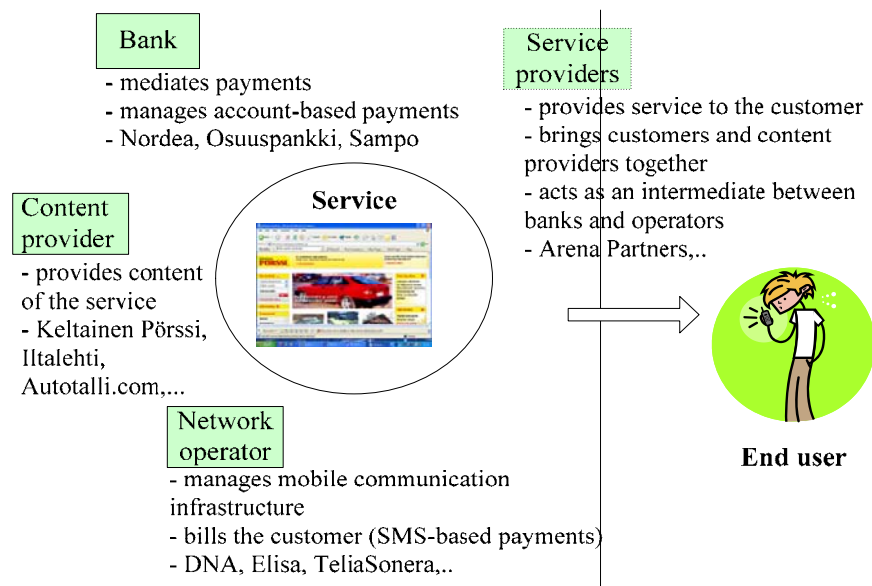 Bank
- mediates payments
- manages account-based payments
- Nordea, Osuuspankki, Sampo
Service
providers
- provides service to the customer
- brings customers and content
providers together
- acts as an intermediate between
banks and operators
- Arena Partners,..
Content
provider
- provides content
of the service
- Keltainen Pörssi,
Iltalehti,
Autotalli.com,...
Service
Network
operator
- manages mobile communication
infrastructure
- bills the customer (SMS-based payments)
- DNA, Elisa, TeliaSonera,..
End user